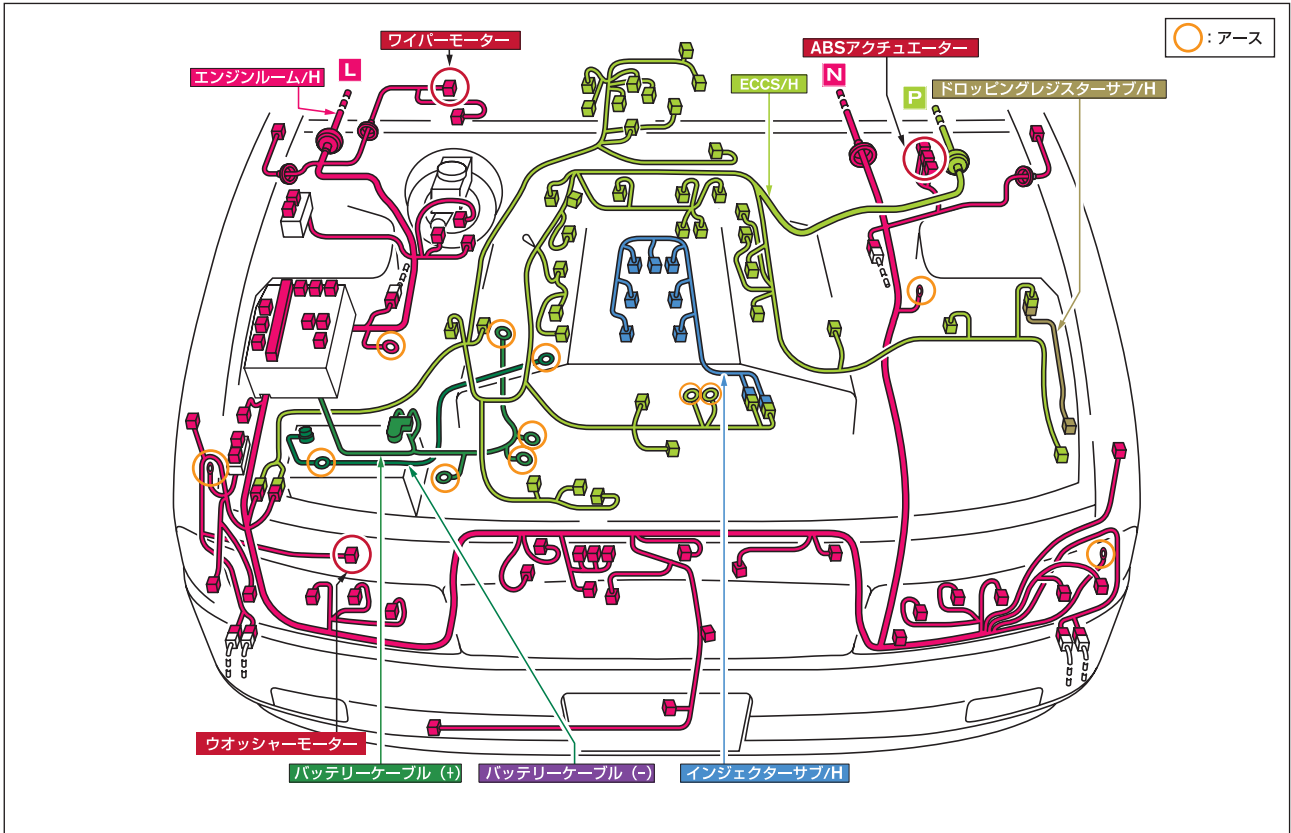 ワイパーモーター
ABSアクチュエーター
○：アース
エンジンルーム/H
L
ECCS/H
N
P
ドロッピングレジスターサブ/H
ウオッシャーモーター
バッテリーケーブル（+）
バッテリーケーブル（-）
インジェクターサブ/H